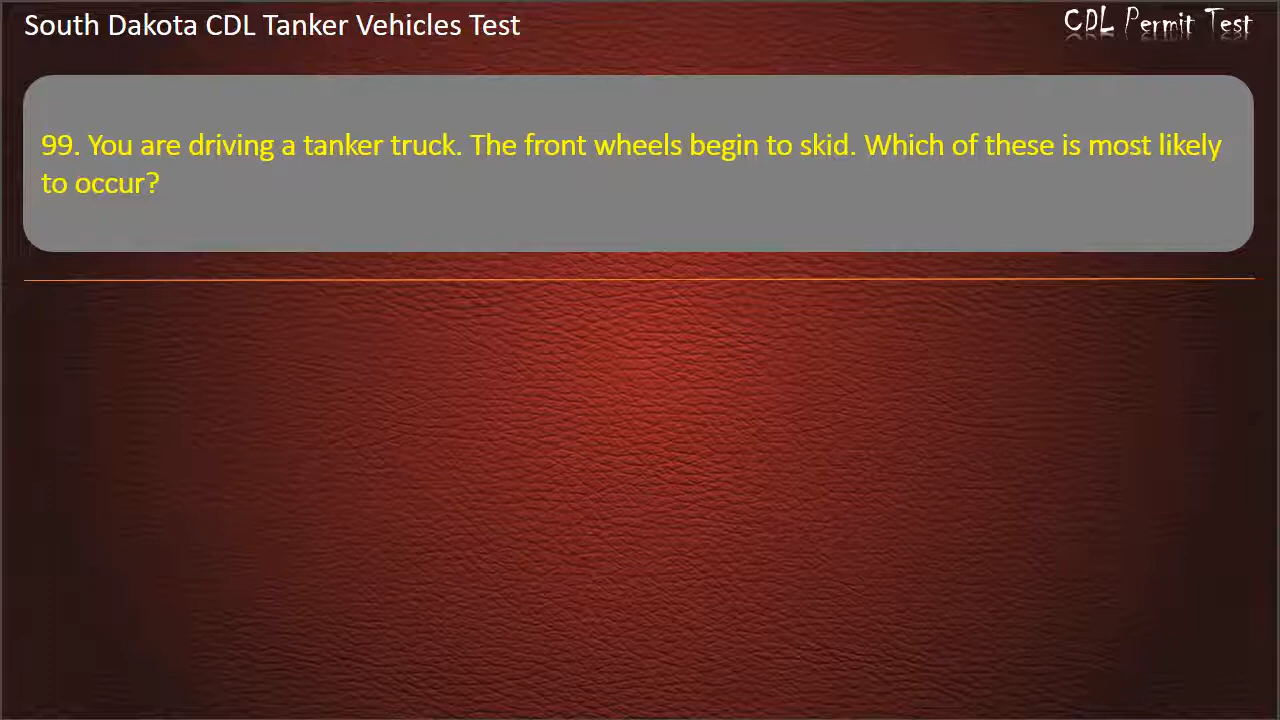 South Dakota CDL Tanker Vehicles Test
CDL Permit Test
99. You are driving a tanker truck. The front wheels begin to skid. Which of these is most likely
to occur?